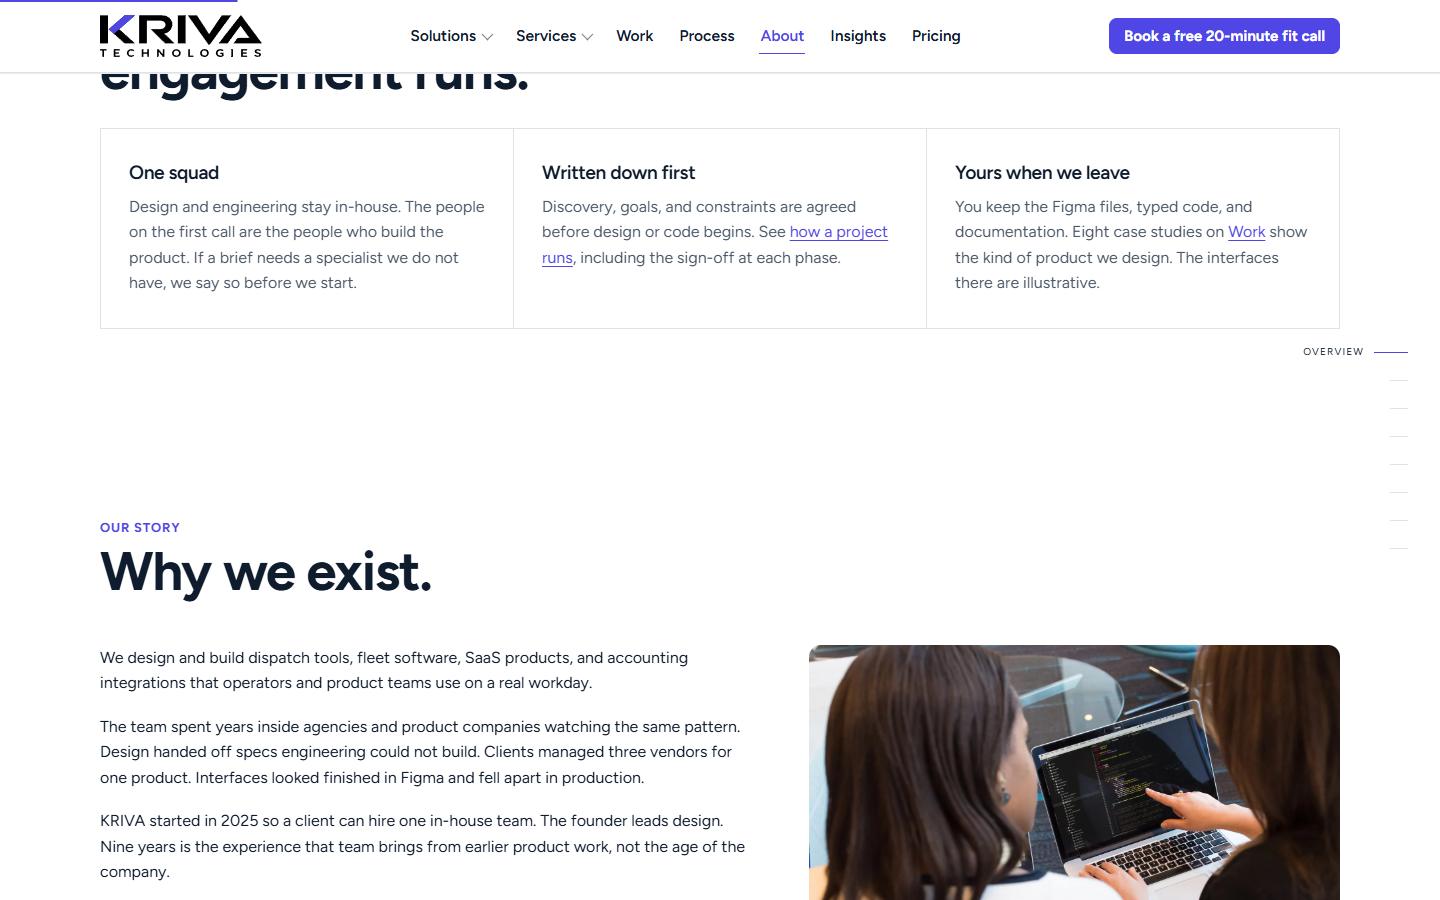 KRIVA
TECHNOLOGIES
Solutions
Services
Work
Process
About
Insights
Pricing
Book a free 20-minute fit call
engagement runs.
One squad
Design and engineering stay in-house. The people
on the first call are the people who build the
product. If a brief needs a specialist we do not
have, we say so before we start.
Written down first
Discovery, goals, and constraints are agreed
before design or code begins. See how a project
runs, including the sign-off at each phase.
Yours when we leave
You keep the Figma files, typed code, and
documentation. Eight case studies on Work show
the kind of product we design. The interfaces
there are illustrative.
OVERVIEW
OUR STORY
Why we exist.
We design and build dispatch tools, fleet software, SaaS products, and accounting
integrations that operators and product teams use on a real workday.
The team spent years inside agencies and product companies watching the same pattern.
Design handed off specs engineering could not build. Clients managed three vendors for
one product. Interfaces looked finished in Figma and fell apart in production.
KRIVA started in 2025 so a client can hire one in-house team. The founder leads design.
Nine years is the experience that team brings from earlier product work, not the age of the
company.